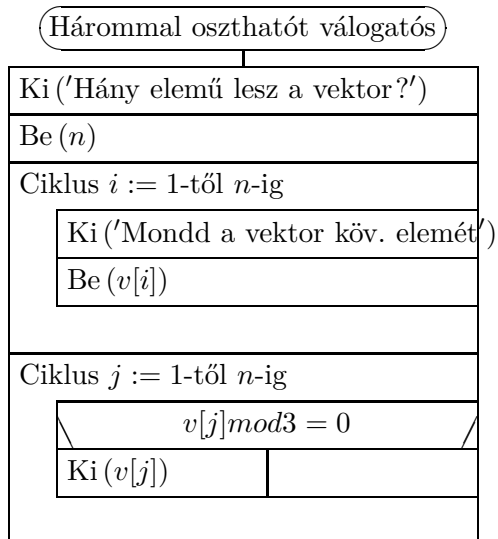 Hárommal oszthatót válogatós
Ki ('Hány elemű lesz a vektor?')
Be (n)
Ciklus i := 1-től n-ig
Ki ('Mondd a vektor köv. elemét')
Be (v[i])
Ciklus j := 1-től n-ig
v[j]mod3 = 0
Ki (v[j])